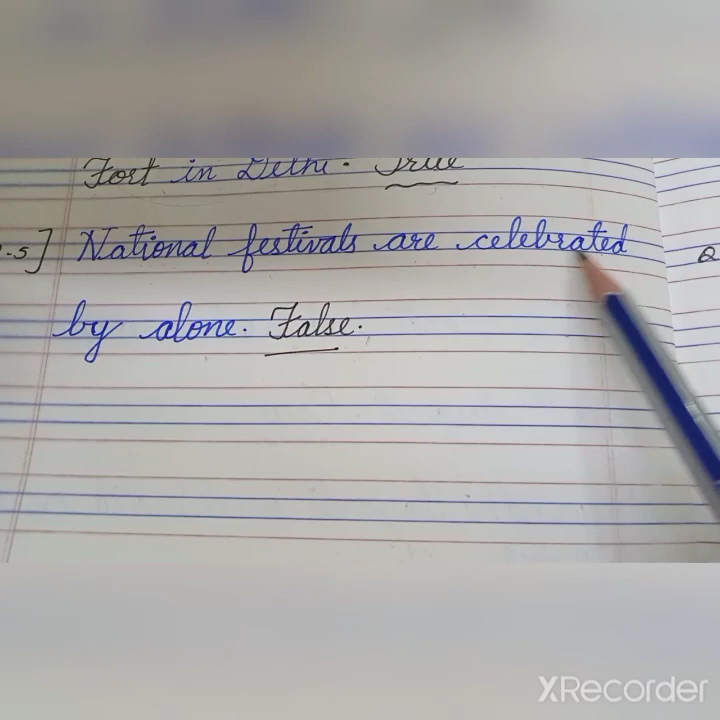 Fort in Delhi. True
.5] National festivals are celebrated
by alone. False.
Q
XRecorder